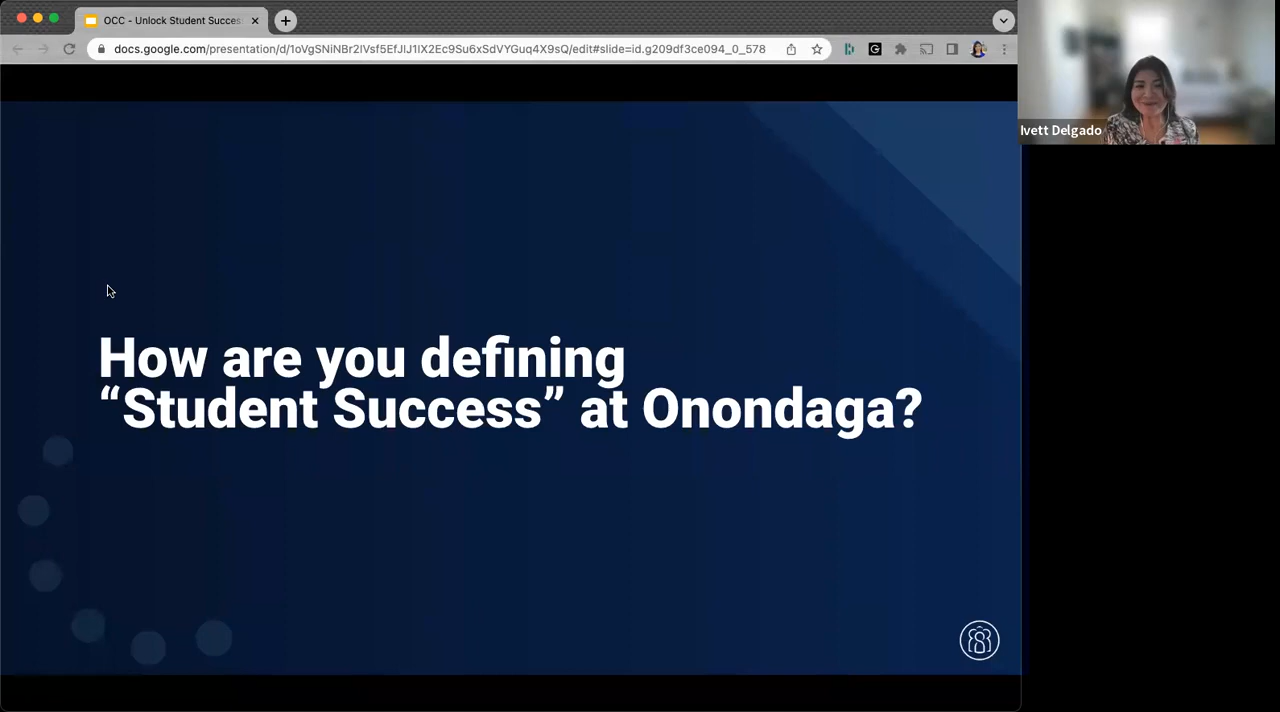 OCC - Unlock Student Succes
docs.google.com/presentation/d/1oVgSNiNBr2lVsf5EfJIJ1lX2Ec9Su6xSdVYGuq4X9sQ/edit#slide=id.g209df3ce094_0_578
Ivett Delgado
How are you defining
“Student Success” at Onondaga?